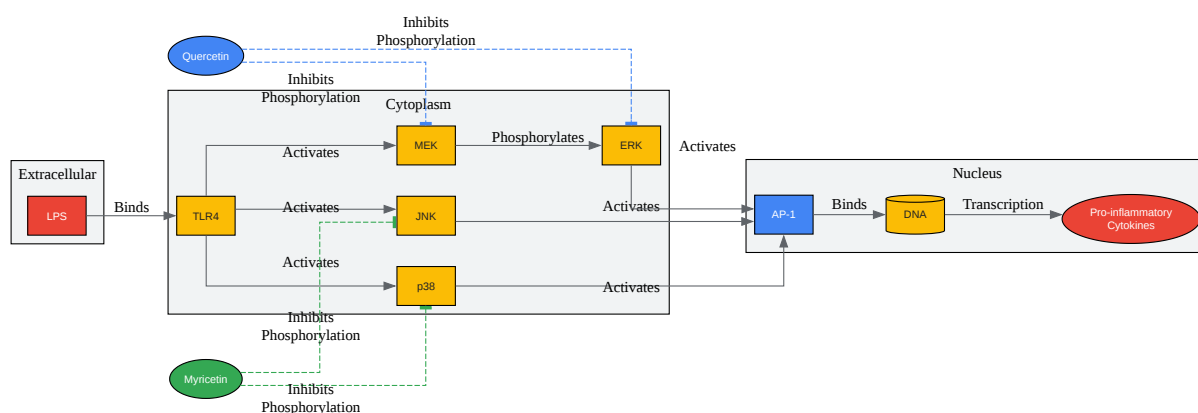 Inhibits
Phosphorylation
Quercetin
Inhibits
Phosphorylation
Cytoplasm
MEK
Phosphorylates
ERK
Activates
Activates
Extracellular
LPS
Binds
TLR4
Activates
JNK
Activates
Nucleus
AP-1
Binds
DNA
Transcription
Pro-inflammatory
Cytokines
Activates
p38
Activates
Inhibits
Phosphorylation
Myricetin
Inhibits
Phosphorylation